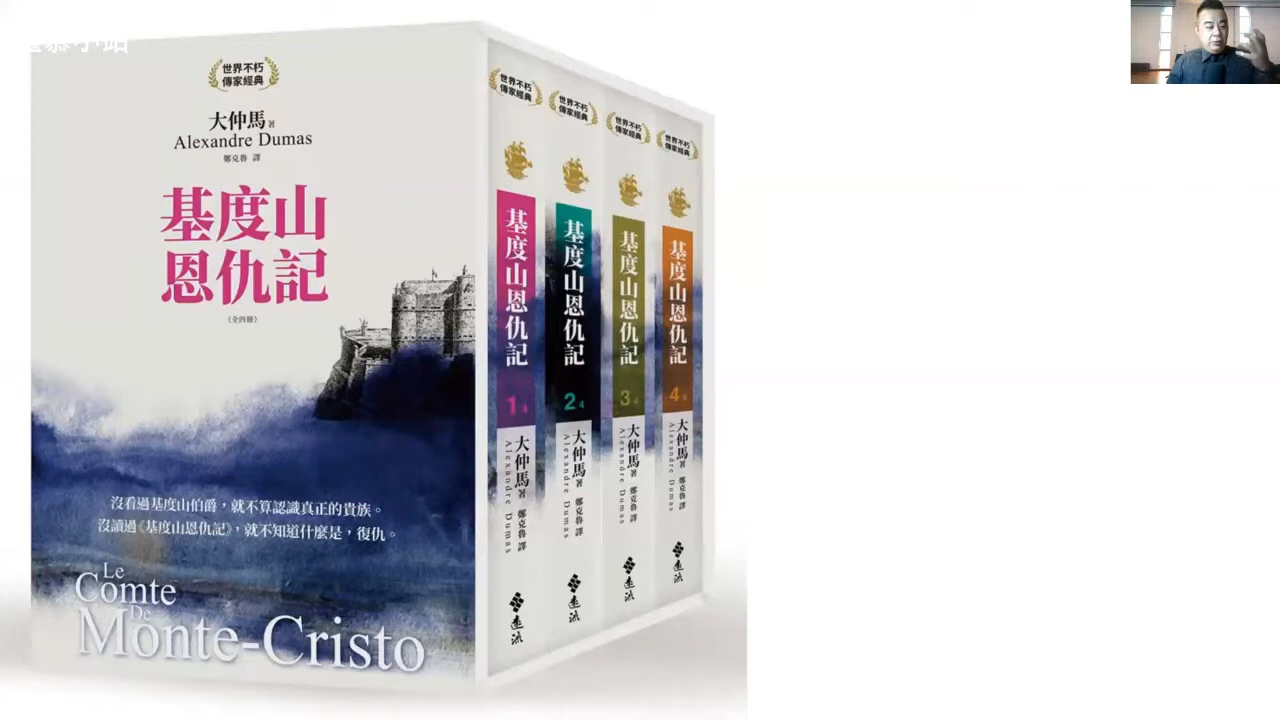 世界不朽
傳家經典
大仲馬著
Alexandre Dumas
鄭克魯 譯
基度山
恩仇記
(全四冊)
沒看過基度山伯爵，就不算認識真正的貴族。
沒讀過《基度山恩仇記》，就不知道什麼是，復仇。
Le
Comte
De
Monte-Cristo
世界不朽
傳家經典
基度山恩仇記
1 4
大仲馬著
Alexandre Dumas
鄭克魯 譯
遠流
世界不朽
傳家經典
基度山恩仇記
2 4
大仲馬著
Alexandre Dumas
鄭克魯 譯
遠流
世界不朽
傳家經典
基度山恩仇記
3 4
大仲馬著
Alexandre Dumas
鄭克魯 譯
遠流
世界不朽
傳家經典
基度山恩仇記
4 4
大仲馬著
Alexandre Dumas
鄭克魯 譯
遠流